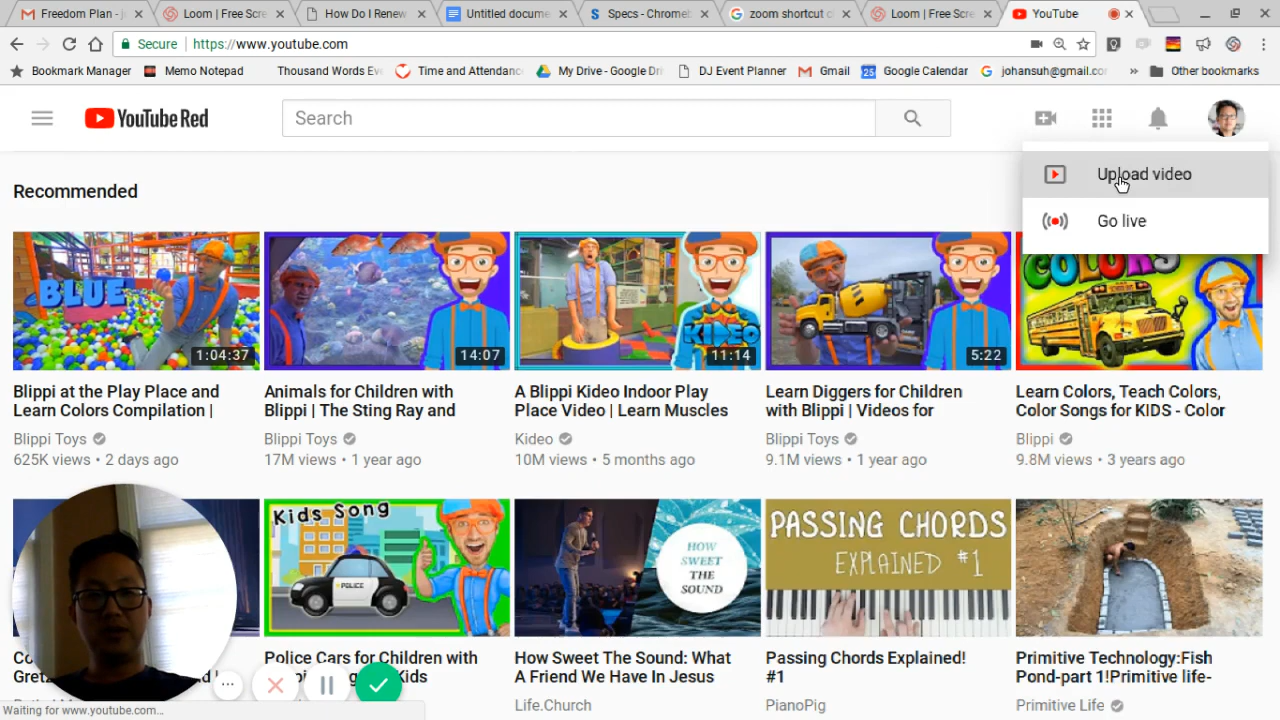 Freedom Plan - j
Loom | Free Scre
How Do I Renew
Untitled docume
Specs - Chromeb
zoom shortcut c
Loom | Free Scre
YouTube
Secure
https://www.youtube.com
Bookmark Manager
Memo Notepad
Thousand Words Eve
Time and Attendanc
My Drive - Google Dri
DJ Event Planner
Gmail
25
Google Calendar
johansuh@gmail.co
Other bookmarks
YouTube Red
Search
Upload video
Go live
Recommended
BLUE
1:04:37
14:07
KIDEO
11:14
5:22
COLORS
Blippi at the Play Place and
Learn Colors Compilation |
Animals for Children with
Blippi | The Sting Ray and
A Blippi Kideo Indoor Play
Place Video | Learn Muscles
Learn Diggers for Children
with Blippi | Videos for
Learn Colors, Teach Colors,
Color Songs for KIDS - Color
Blippi Toys
625K views • 2 days ago
Blippi Toys
17M views • 1 year ago
Kideo
10M views • 5 months ago
Blippi Toys
9.1M views • 1 year ago
Blippi
9.8M views • 3 years ago
Kids Song
POLICE
HOW
SWEET
THE
SOUND
PASSING CHORDS
EXPLAINED #1
Co
Gretz
Police Cars for Children with
Kids
How Sweet The Sound: What
A Friend We Have In Jesus
Passing Chords Explained!
#1
Primitive Technology:Fish
Pond-part 1!Primitive life-
Life.Church
PianoPig
Primitive Life
Waiting for www.youtube.com...